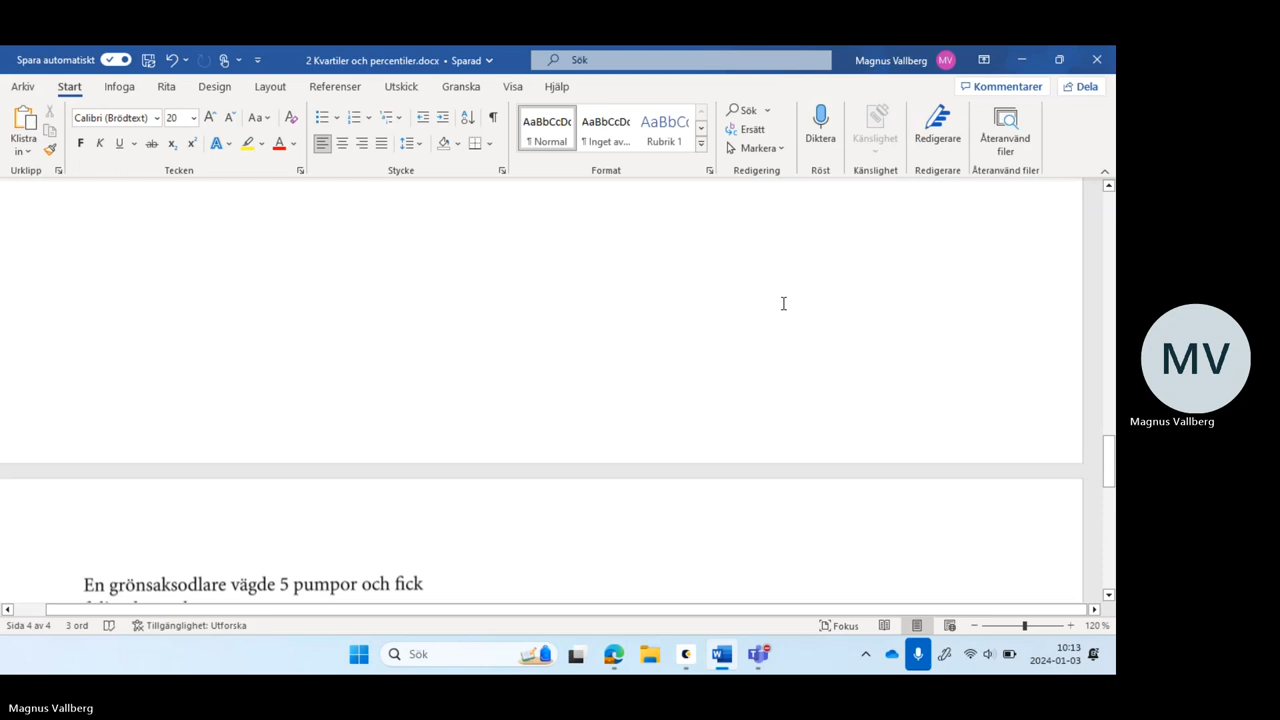 Spara automatiskt
2 Kvartiler och percentiler.docx • Sparad
Sök
Magnus Vallberg
MV
Arkiv Start Infoga Rita Design Layout Referenser Utskick Granska Visa Hjälp
Kommentarer Dela
Klistra in
Urklipp
Calibri (Brödtext) 20
Aa
F K U ab x₂ x² A A
Tecken
Stycke
AaBbCcDc AaBbCcDc AaBbCc
¶ Normal ¶ Inget av... Rubrik 1
Format
Sök
Ersätt
Markera
Redigering
Diktera
Röst
Känslighet
Känslighet
Redigerare
Redigerare
Återanvänd filer
Återanvänd filer
MV
Magnus Vallberg
En grönsaksodlare vägde 5 pumpor och fick
Sida 4 av 4 3 ord Tillgänglighet: Utforska Fokus 120 %
Sök
10:13
2024-01-03
Magnus Vallberg